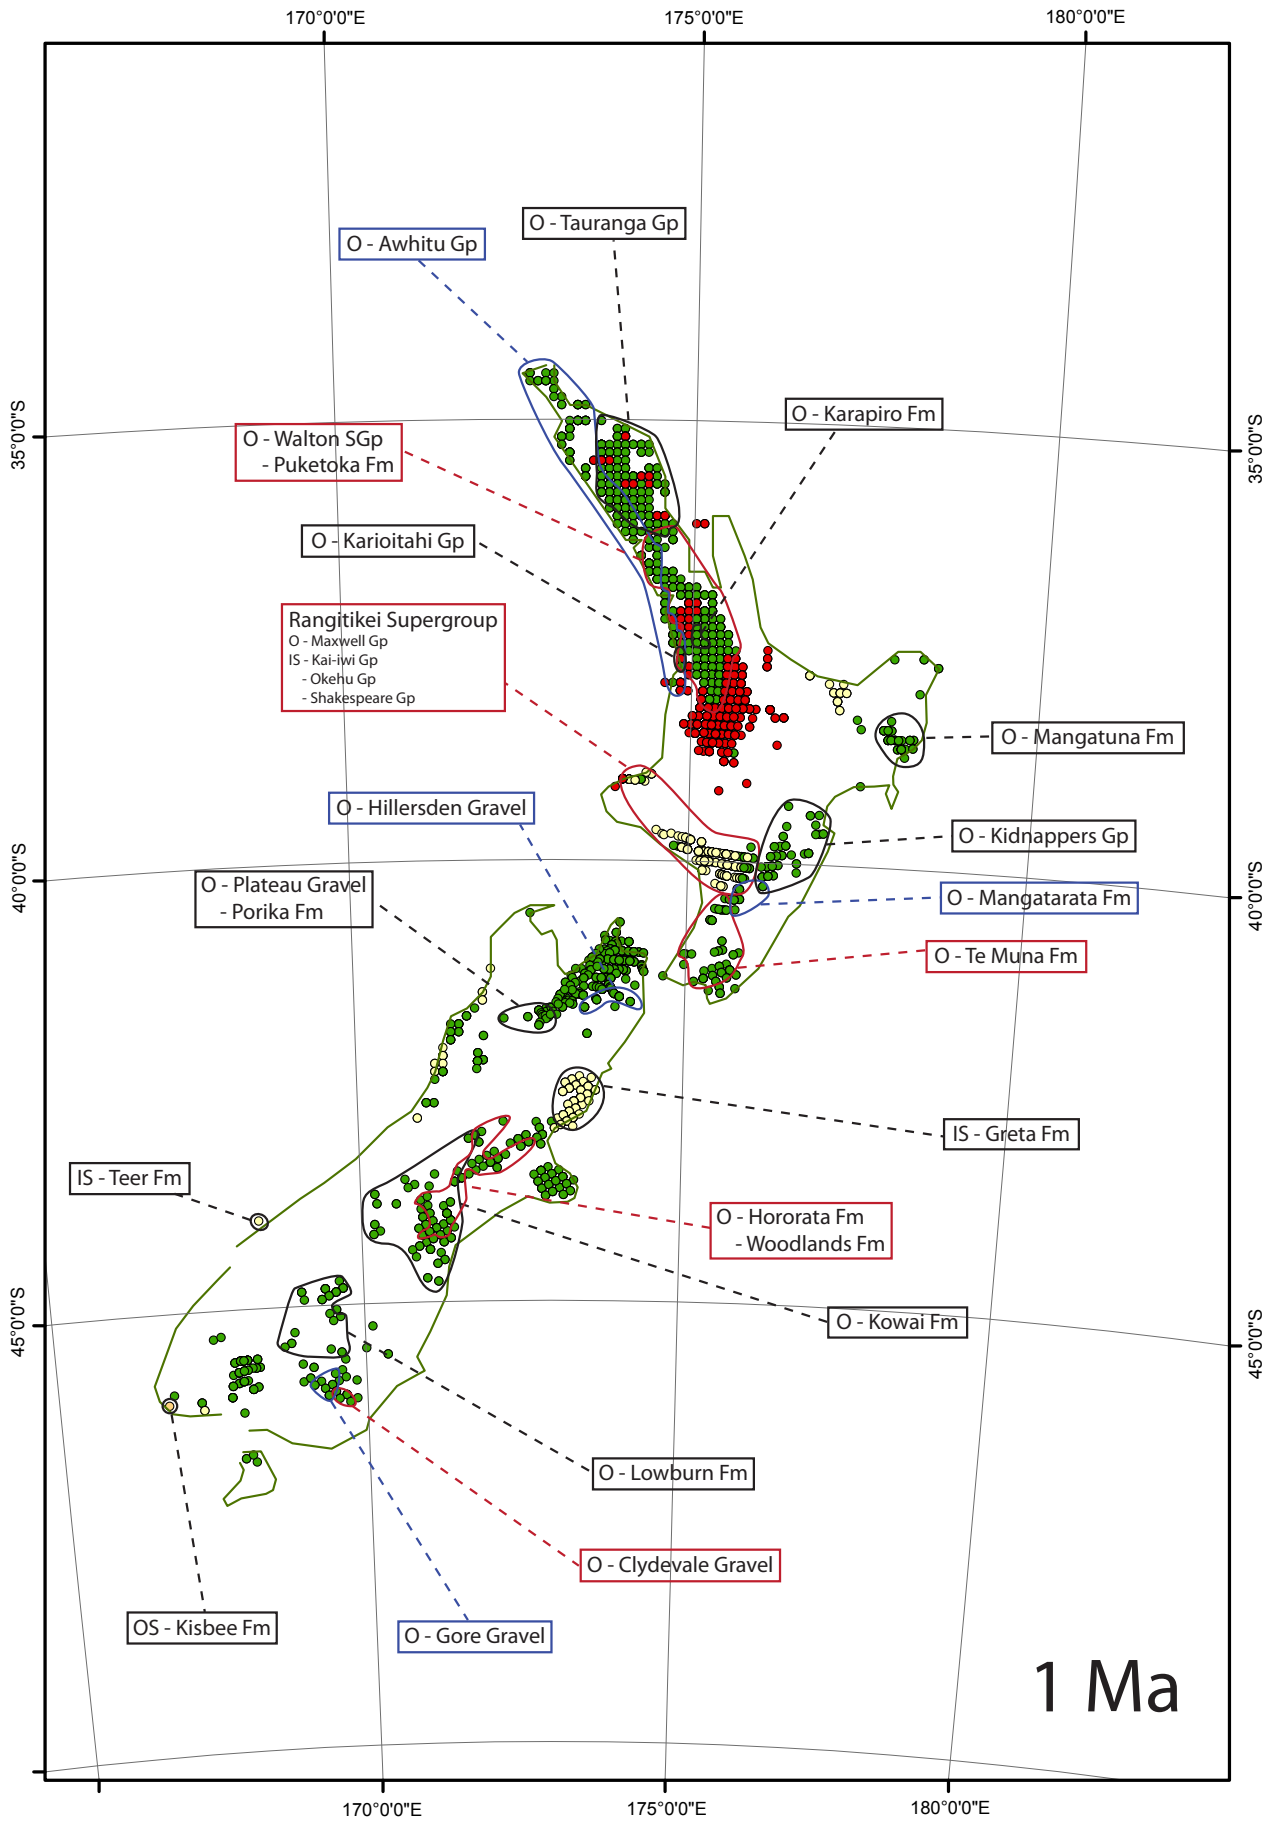 170°0'0"E
175°0'0"E
180°0'0"E
O - Tauranga Gp
O - Awhitu Gp
O - Karapiro Fm
35°0'0"S
35°0'0"S
O - Walton SGp
- Puketoka Fm
O - Karioitahi Gp
Rangitikei Supergroup
O - Maxwell Gp
IS - Kai-iwi Gp
- Okehu Gp
- Shakespeare Gp
O - Mangatuna Fm
O - Hillersden Gravel
O - Kidnappers Gp
40°0'0"S
40°0'0"S
O - Plateau Gravel
- Porika Fm
O - Mangatarata Fm
O - Te Muna Fm
IS - Greta Fm
IS - Teer Fm
O - Hororata Fm
- Woodlands Fm
O - Kowai Fm
45°0'0"S
45°0'0"S
O - Lowburn Fm
O - Clydevale Gravel
OS - Kisbee Fm
O - Gore Gravel
1 Ma
170°0'0"E
175°0'0"E
180°0'0"E